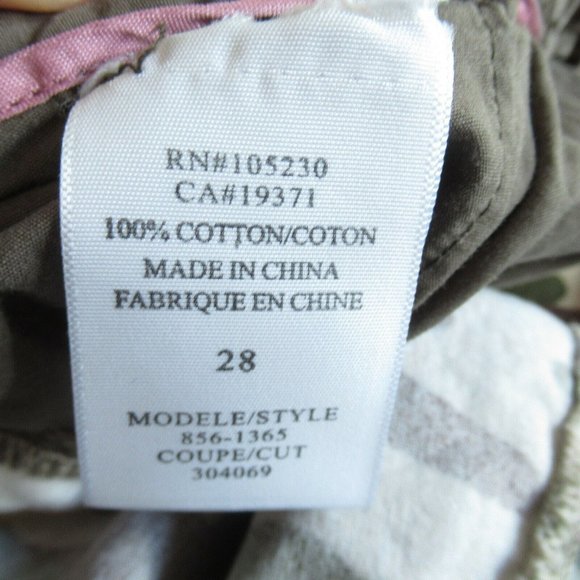 RN#105230
CA#19371
100% COTTON/COTON
MADE IN CHINA
FABRIQUE EN CHINE
28
MODELE/STYLE
856-1365
COUPE/CUT
304069